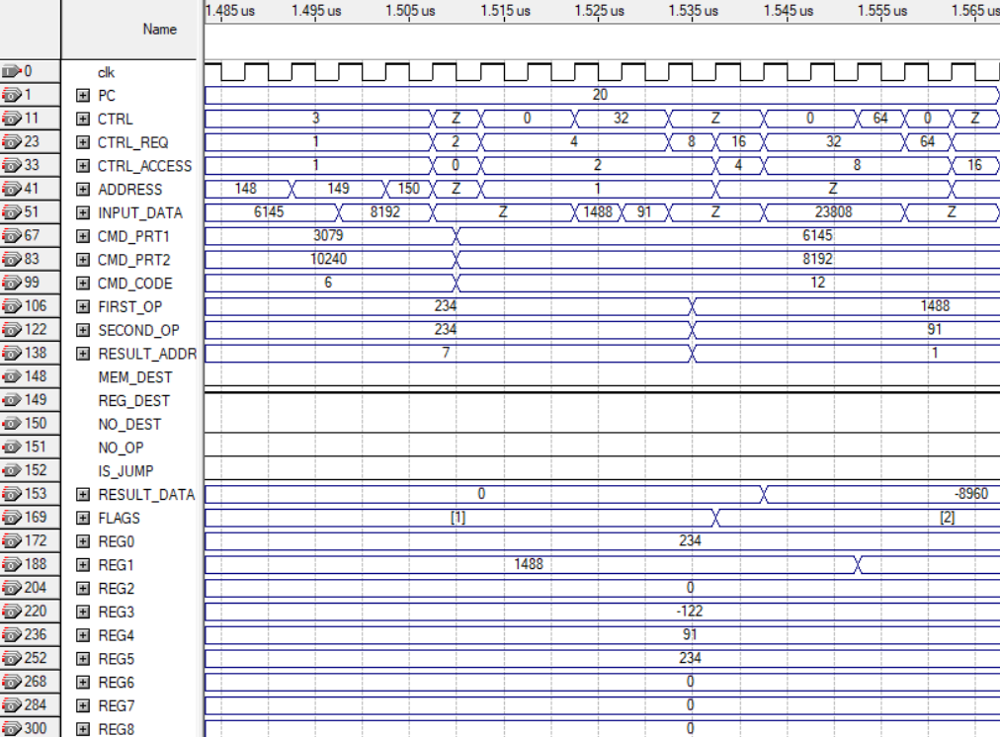 1.485 us 1.495 us 1.505 us 1.515 us 1.525 us 1.535 us 1.545 us 1.555 us 1.565 us
Name
0 clk
1 PC 20
11 CTRL 3 Z 0 32 Z 0 64 0 Z
23 CTRL_REQ 1 2 4 8 16 32 64
33 CTRL_ACCESS 1 0 2 4 8 16
41 ADDRESS 148 149 150 Z 1 Z
51 INPUT_DATA 6145 8192 Z 1488 91 Z 23808 Z
67 CMD_PRT1 3079 6145
83 CMD_PRT2 10240 8192
99 CMD_CODE 6 12
106 FIRST_OP 234 1488
122 SECOND_OP 234 91
138 RESULT_ADDR 7 1
148 MEM_DEST
149 REG_DEST
150 NO_DEST
151 NO_OP
152 IS_JUMP
153 RESULT_DATA 0 -8960
169 FLAGS [1] [2]
172 REG0 234
188 REG1 1488
204 REG2 0
220 REG3 -122
236 REG4 91
252 REG5 234
268 REG6 0
284 REG7 0
300 REG8 0